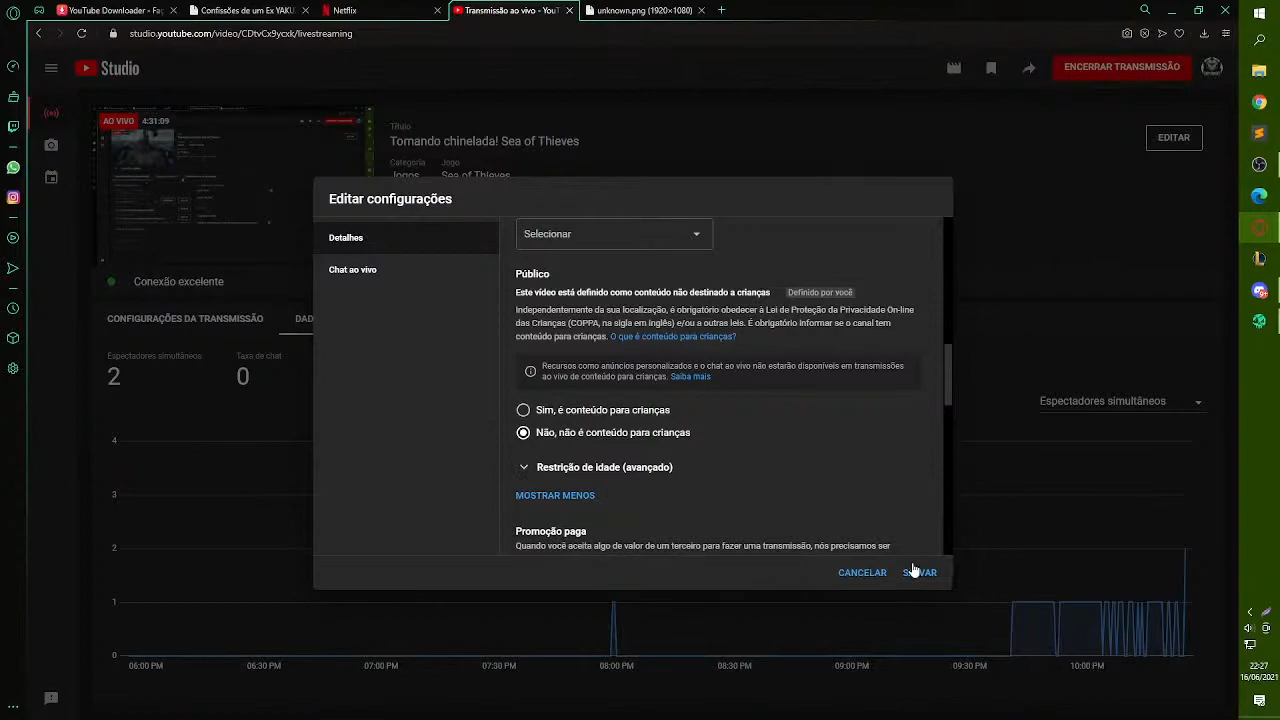 YouTube Downloader - Faç
Confissões de um Ex YAKU
Netflix
Transmissão ao vivo - YouT
unknown.png (1920×1080)
studio.youtube.com/video/CDtvCx9ycxk/livestreaming
Studio
ENCERRAR TRANSMISSÃO
AO VIVO 4:31:09
Título
Tomando chinelada! Sea of Thieves
EDITAR
Categoria Jogo
Jogos Sea of Thieves
Editar configurações
Detalhes
Chat ao vivo
Selecionar
Público
Este vídeo está definido como conteúdo não destinado a crianças Definido por você
Independentemente da sua localização, é obrigatório obedecer à Lei de Proteção da Privacidade On-line
das Crianças (COPPA, na sigla em inglês) e/ou a outras leis. É obrigatório informar se o canal tem
conteúdo para crianças. O que é conteúdo para crianças?
Recursos como anúncios personalizados e o chat ao vivo não estarão disponíveis em transmissões
ao vivo de conteúdo para crianças. Saiba mais
Sim, é conteúdo para crianças
Não, não é conteúdo para crianças
Restrição de idade (avançado)
MOSTRAR MENOS
Promoção paga
Quando você aceita algo de valor de um terceiro para fazer uma transmissão, nós precisamos ser
CANCELAR SALVAR
Conexão excelente
CONFIGURAÇÕES DA TRANSMISSÃO DAD
Espectadores simultâneos Taxa de chat
2 0
Espectadores simultâneos
4
3
2
1
0
06:00 PM 06:30 PM 07:00 PM 07:30 PM 08:00 PM 08:30 PM 09:00 PM 09:30 PM 10:00 PM
22:27
16/06/2021